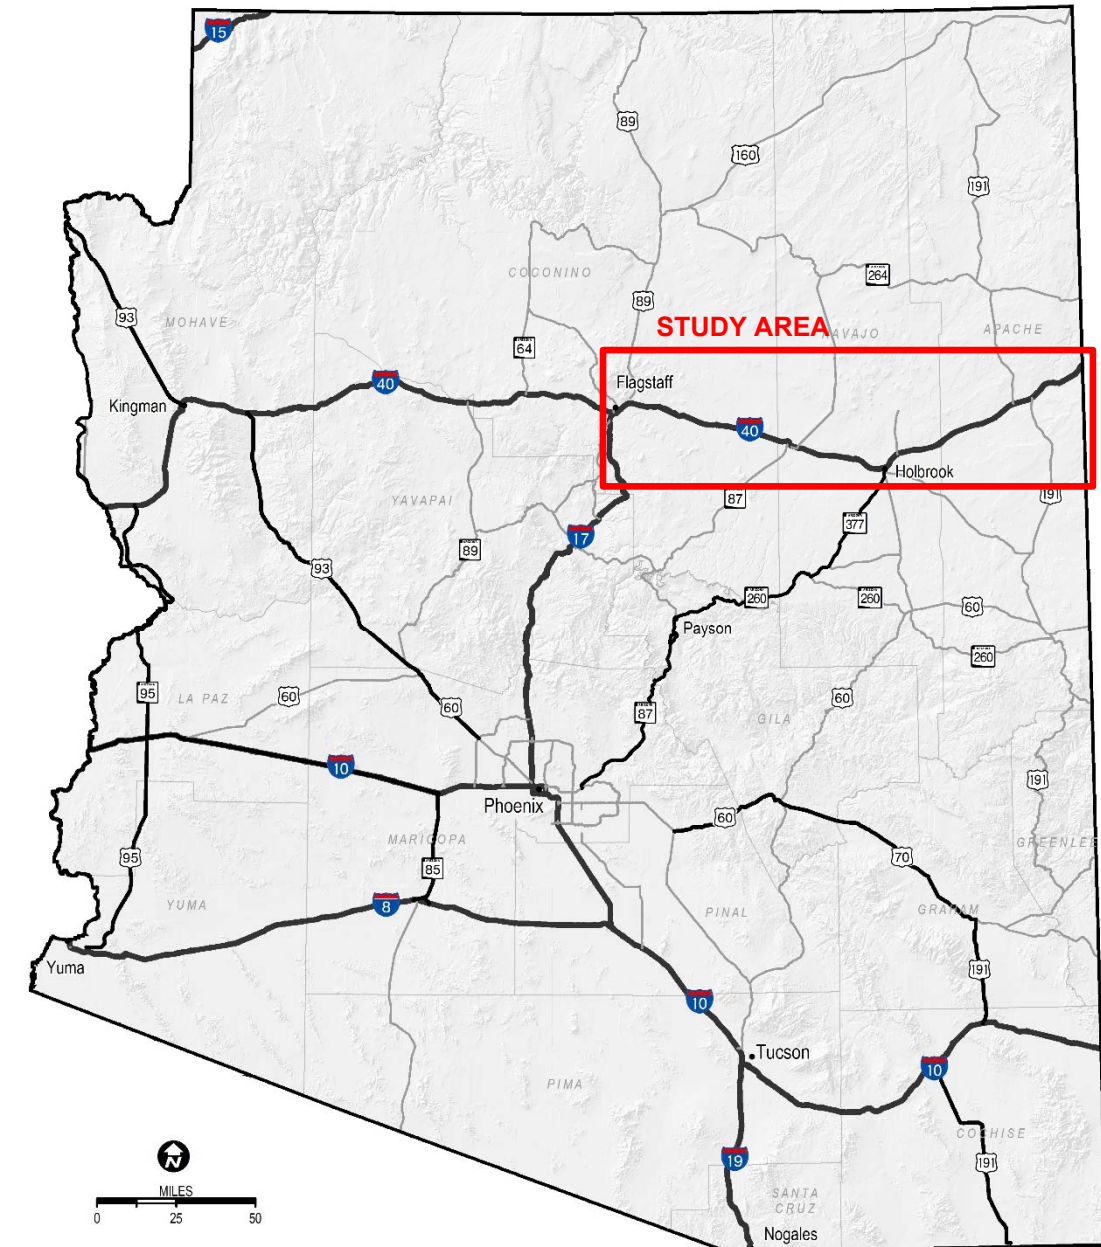 15
89
160
191
264
COCONINO
89
93
MOHAVE
STUDY AREA
NAVAJO
APACHE
64
40
Flagstaff
Kingman
40
Holbrook
YAVAPAI
87
191
377
17
89
93
260
260
60
Payson
260
95
LA PAZ
60
60
60
87
GILA
10
191
Phoenix
60
MARICOPA
GREENLEE
95
85
70
YUMA
8
PINAL
GRAHAM
Yuma
191
10
Tucson
10
PIMA
COCHISE
N
19
191
MILES
0 25 50
SANTA
CRUZ
Nogales